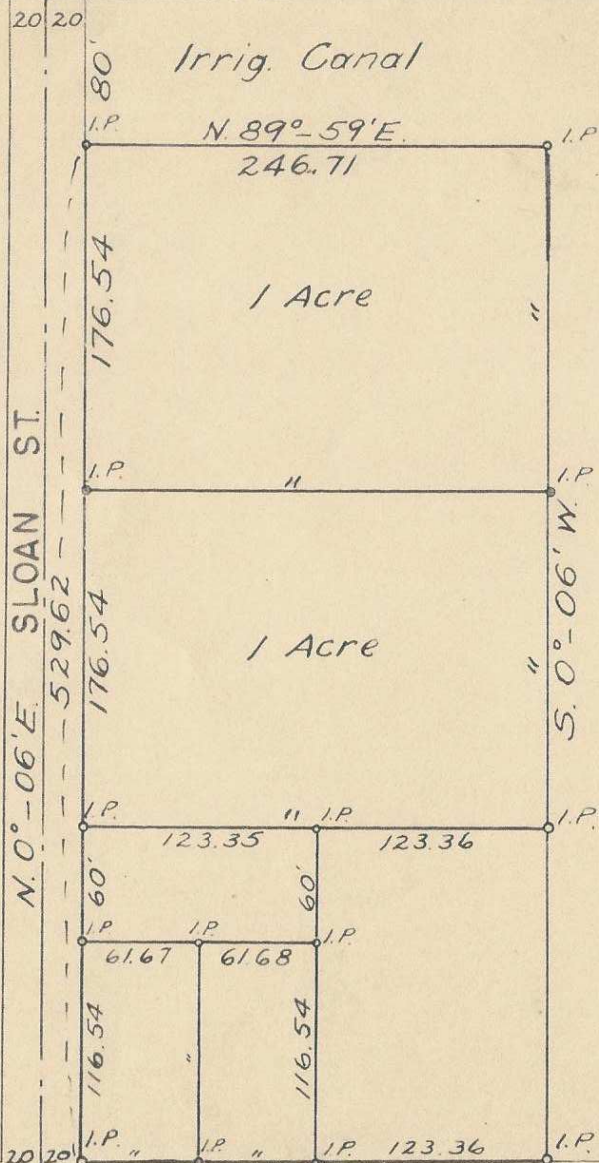 20 20
80'
Irrig. Canal
I.P. N. 89°-59' E. I.P.
246.71
176.54
1 Acre
"
I.P. " I.P.
N. 0°-06' E. SLOAN ST.
529.62
176.54
1 Acre
"
S. 0°-06' W.
I.P. " I.P. I.P.
123.35 123.36
60' 60'
I.P. I.P. I.P.
61.67 61.68
116.54 " 116.54
I.P. " I.P. " I.P. 123.36 I.P.
20 20'